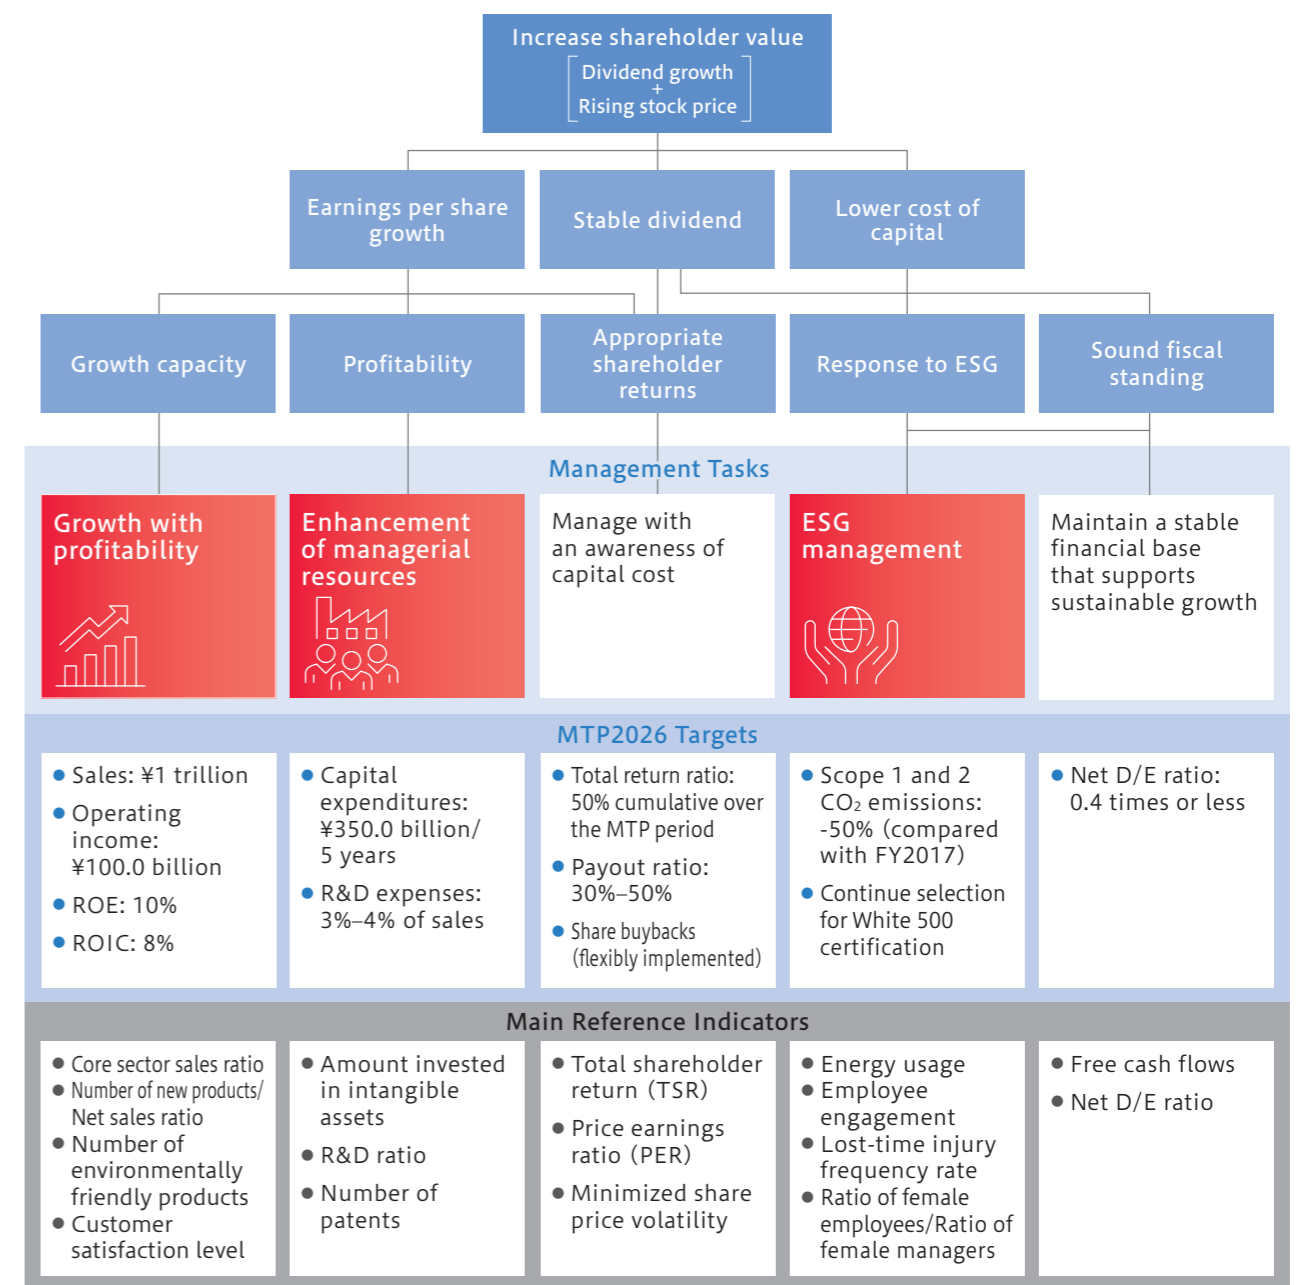 Increase shareholder value
Dividend growth
+
Rising stock price
Earnings per share
growth
Stable dividend
Lower cost of
capital
Growth capacity
Profitability
Appropriate
shareholder
returns
Response to ESG
Sound fiscal
standing
Management Tasks
Growth with
profitability
Enhancement
of managerial
resources
Manage with
an awareness of
capital cost
ESG
management
Maintain a stable
financial base
that supports
sustainable growth
MTP2026 Targets
• Sales: ¥1 trillion
• Operating
income:
¥100.0 billion
• ROE: 10%
• ROIC: 8%
• Capital
expenditures:
¥350.0 billion/
5 years
• R&D expenses:
3%–4% of sales
• Total return ratio:
50% cumulative over
the MTP period
• Payout ratio:
30%–50%
• Share buybacks
(flexibly implemented)
• Scope 1 and 2
CO₂ emissions:
-50% (compared
with FY2017)
• Continue selection
for White 500
certification
• Net D/E ratio:
0.4 times or less
Main Reference Indicators
• Core sector sales ratio
• Number of new products/
Net sales ratio
• Number of
environmentally
friendly products
• Customer
satisfaction level
• Amount invested
in intangible
assets
• R&D ratio
• Number of
patents
• Total shareholder
return (TSR)
• Price earnings
ratio (PER)
• Minimized share
price volatility
• Energy usage
• Employee
engagement
• Lost-time injury
frequency rate
• Ratio of female
employees/Ratio of
female managers
• Free cash flows
• Net D/E ratio